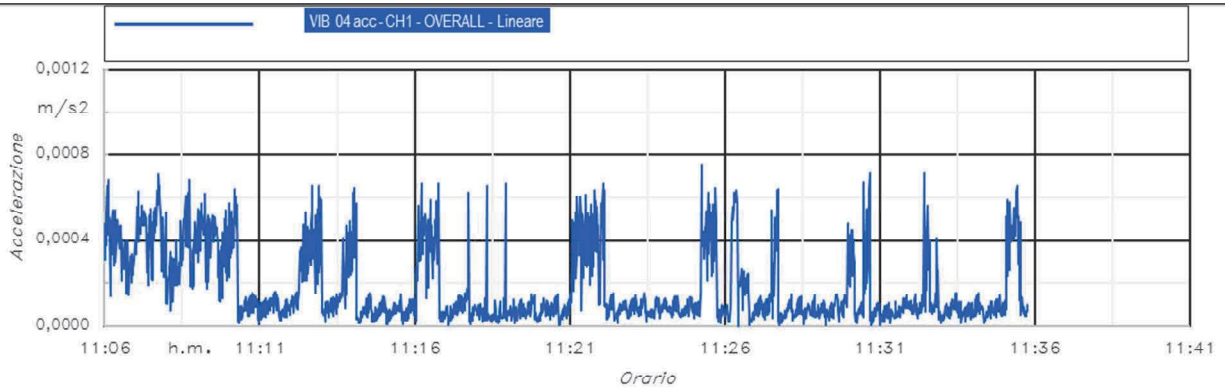 VIB 04 acc - CH1 - OVERALL - Lineare
0,0012
m/s2
0,0008
0,0004
0,0000
Accelerazione
11:06 h.m. 11:11 11:16 11:21 11:26 11:31 11:36 11:41
Orario